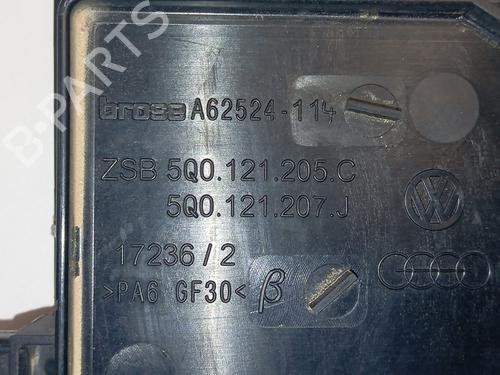 B-PARTS
brose A62524-114
ZSB 5Q0.121.205.C
5Q0.121.207.J
17236/2
>PA6 GF30< β